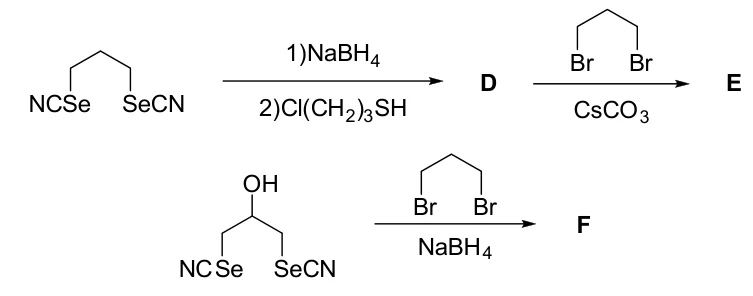 1)NaBH₄
NCSe SeCN
2)Cl(CH₂)₃SH
D
Br Br
CsCO₃
E
OH
NCSe SeCN
Br Br
NaBH₄
F